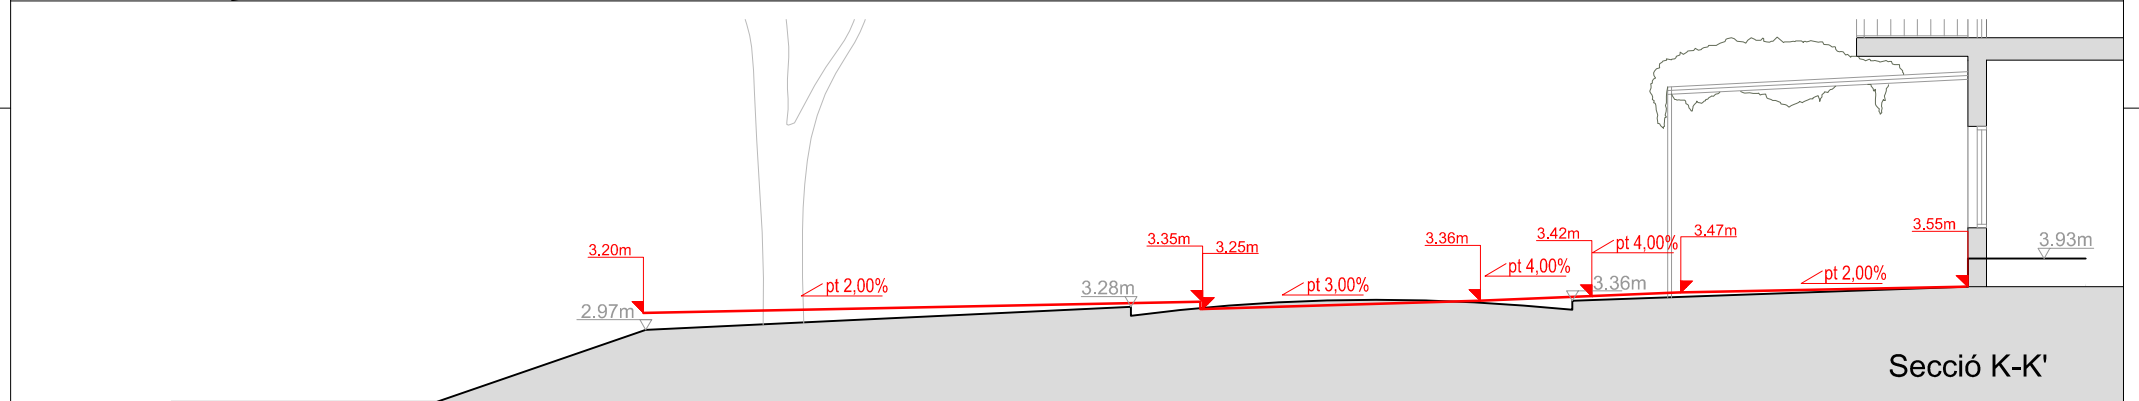 3.20m
2.97m
pt 2,00%
3.28m
3.35m
3.25m
pt 3,00%
3.36m
pt 4,00%
3.42m
pt 4,00%
3.36m
3.47m
pt 2,00%
3.55m
3.93m
Secció K-K'